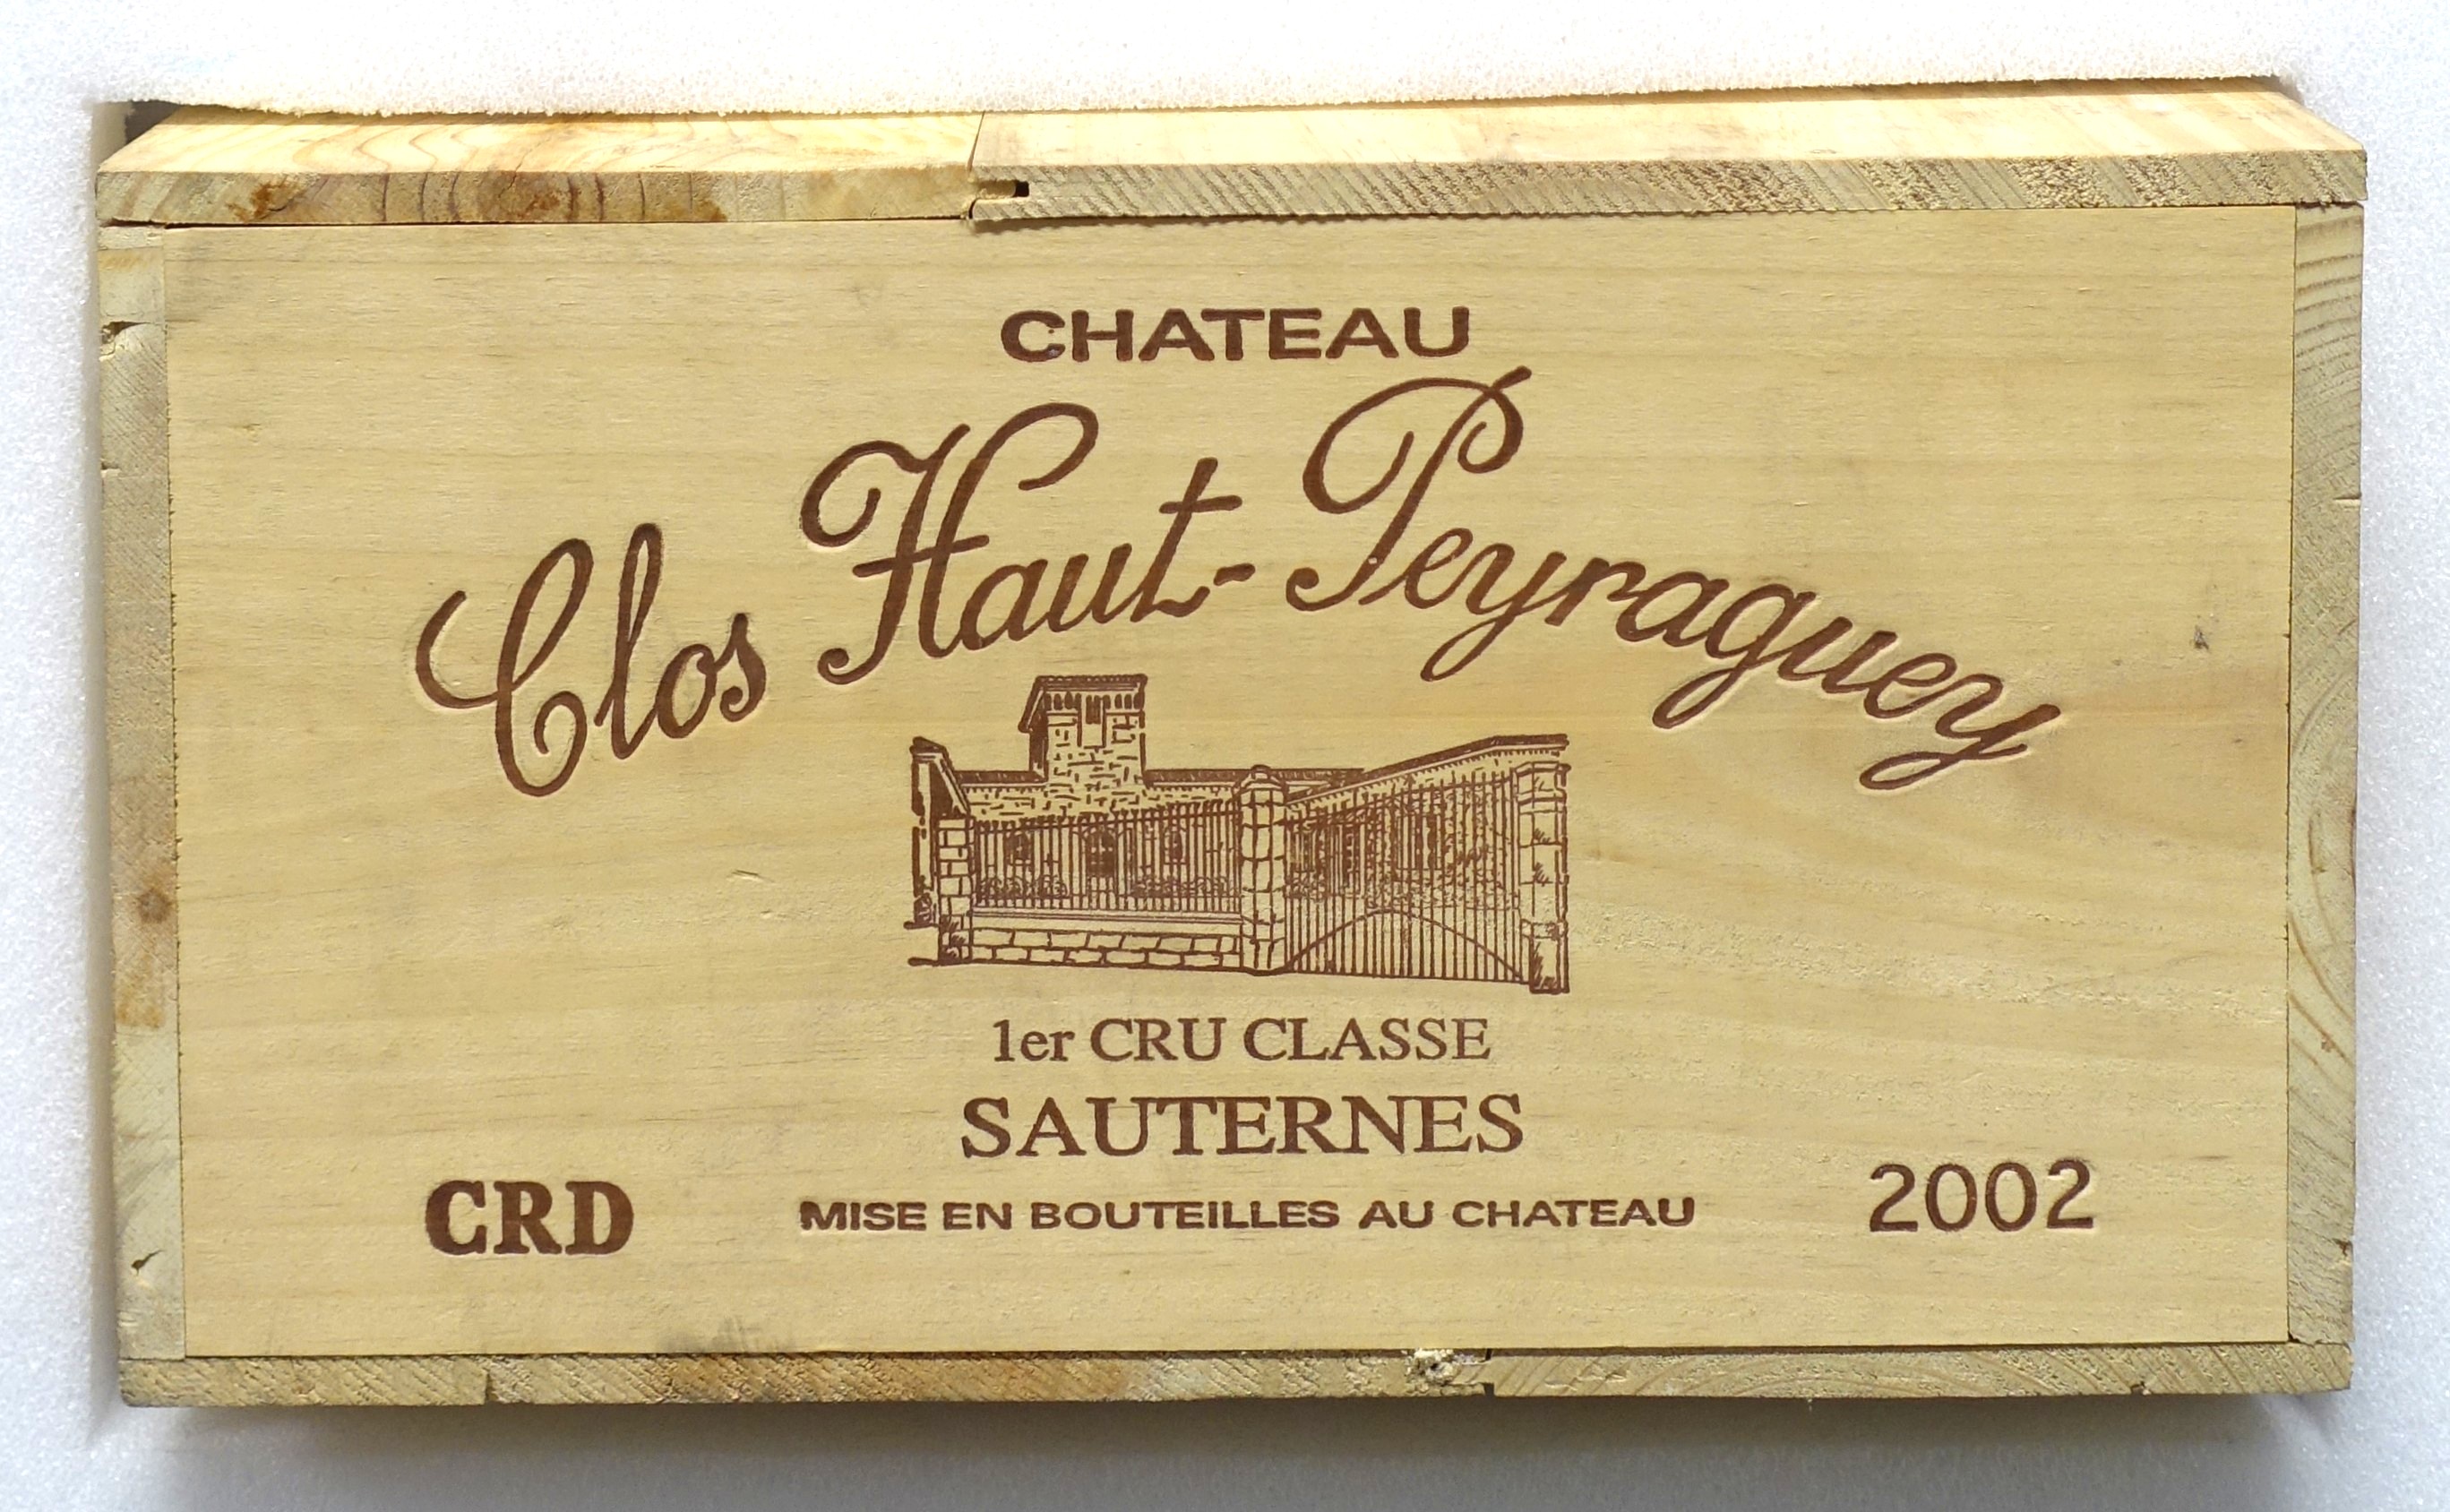 CHATEAU
Clos Haut-Peyraguey
1er CRU CLASSE
SAUTERNES
CRD MISE EN BOUTEILLES AU CHATEAU 2002